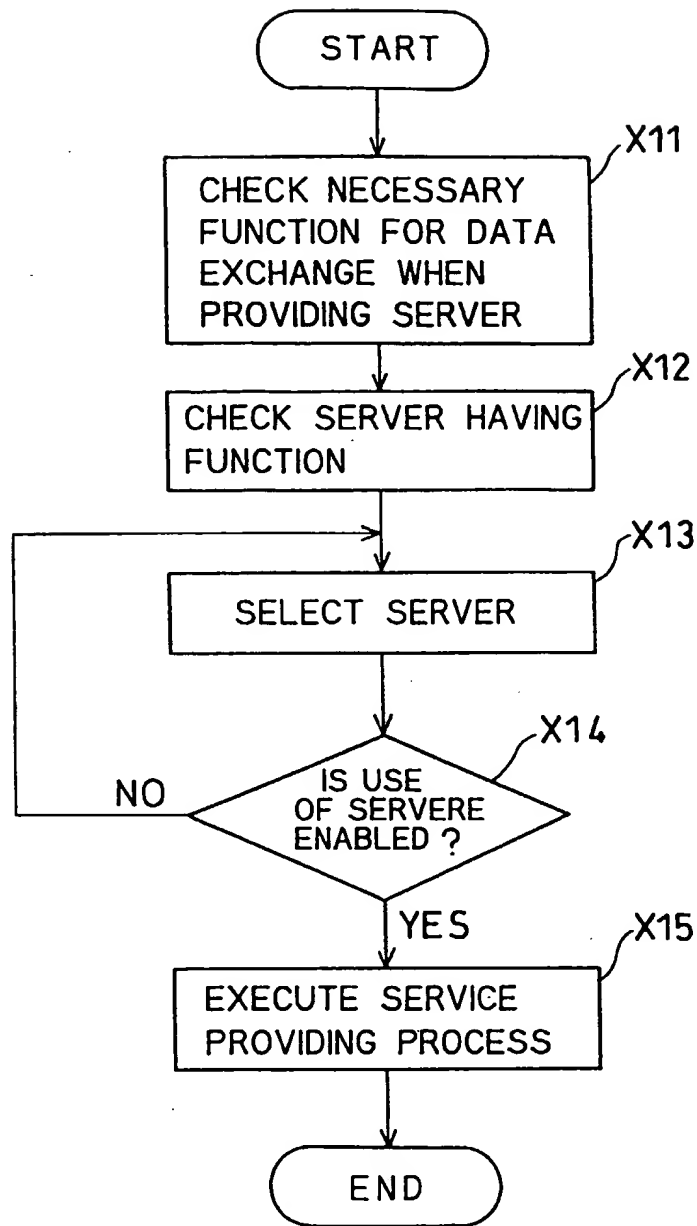 START
X11
CHECK NECESSARY
FUNCTION FOR DATA
EXCHANGE WHEN
PROVIDING SERVER
X12
CHECK SERVER HAVING
FUNCTION
X13
SELECT SERVER
X14
IS USE
OF SERVERE
ENABLED ?
NO
YES
X15
EXECUTE SERVICE
PROVIDING PROCESS
END